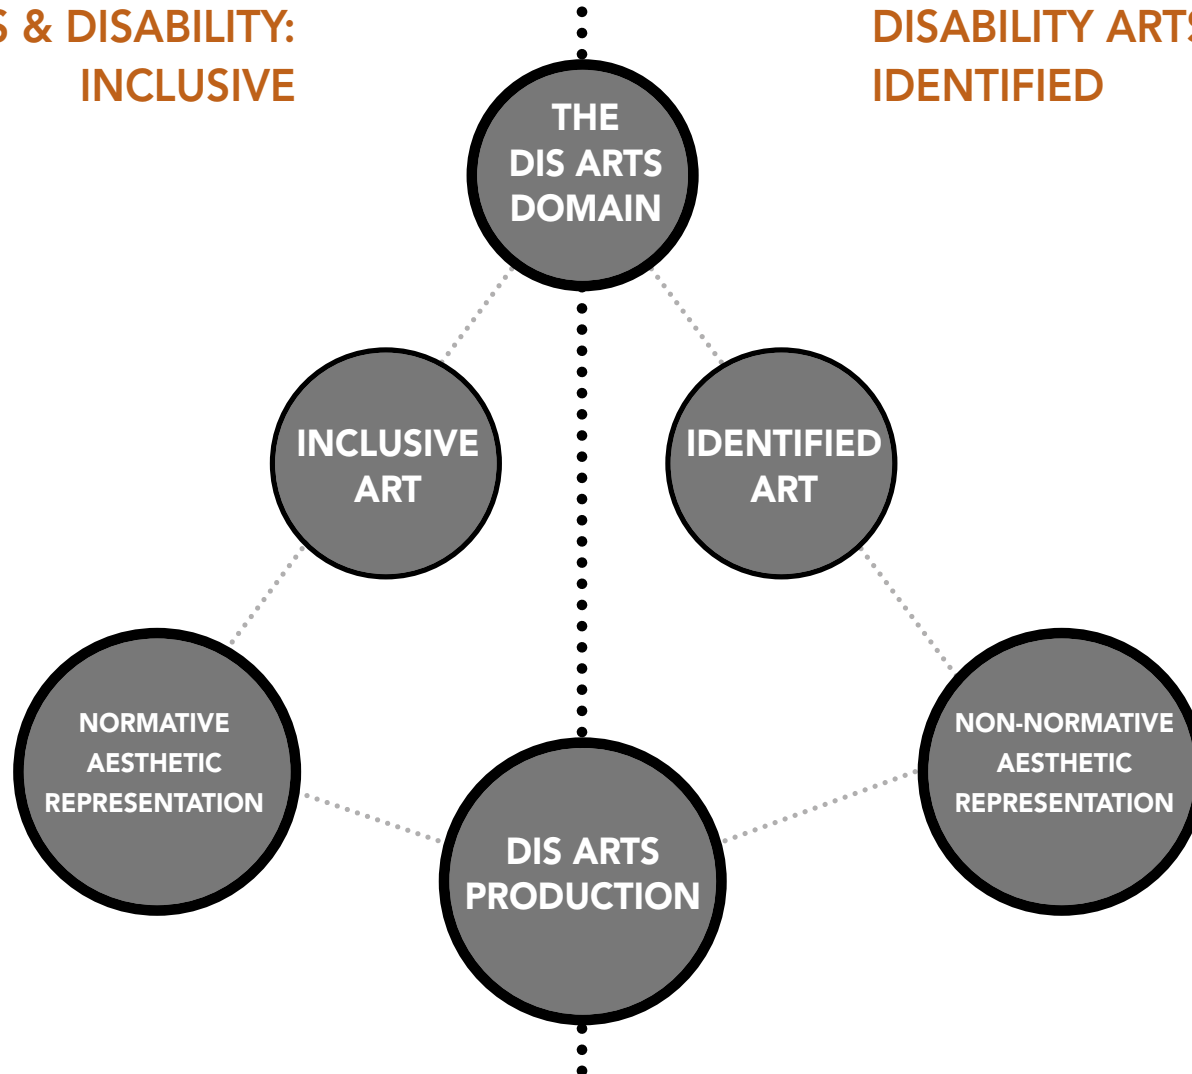 S & DISABILITY:
INCLUSIVE
DISABILITY ARTS
IDENTIFIED
THE
DIS ARTS
DOMAIN
INCLUSIVE
ART
IDENTIFIED
ART
NORMATIVE
AESTHETIC
REPRESENTATION
NON-NORMATIVE
AESTHETIC
REPRESENTATION
DIS ARTS
PRODUCTION